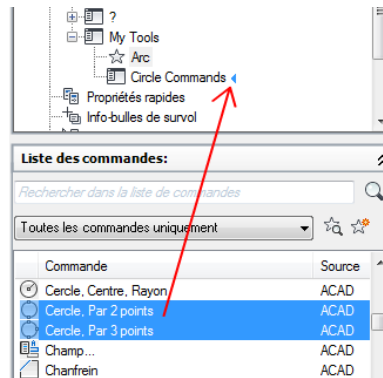 ?
My Tools
Arc
Circle Commands
Propriétés rapides
Info-bulles de survol
Liste des commandes:
Rechercher dans la liste de commandes
Toutes les commandes uniquement
Commande Source
Cercle, Centre, Rayon ACAD
Cercle, Par 2 points ACAD
Cercle, Par 3 points ACAD
Champ... ACAD
Chanfrein ACAD